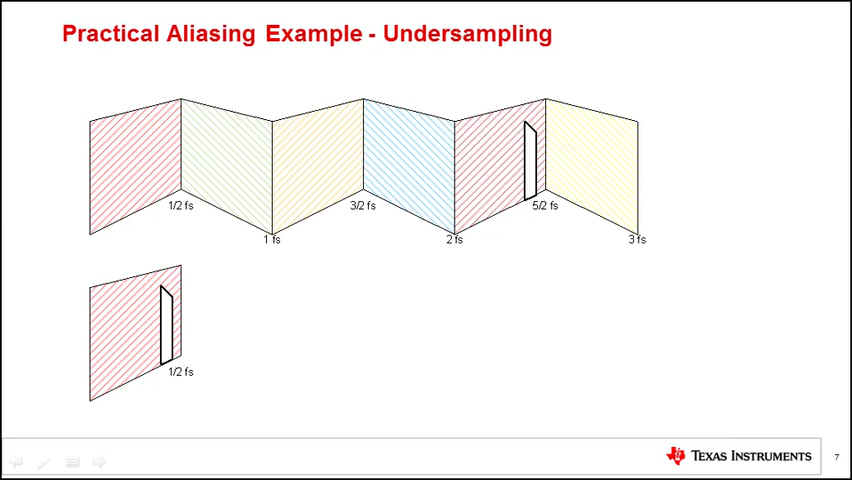 Practical Aliasing Example - Undersampling
1/2 fs
3/2 fs
5/2 fs
1 fs
2 fs
3 fs
1/2 fs
TEXAS INSTRUMENTS
7